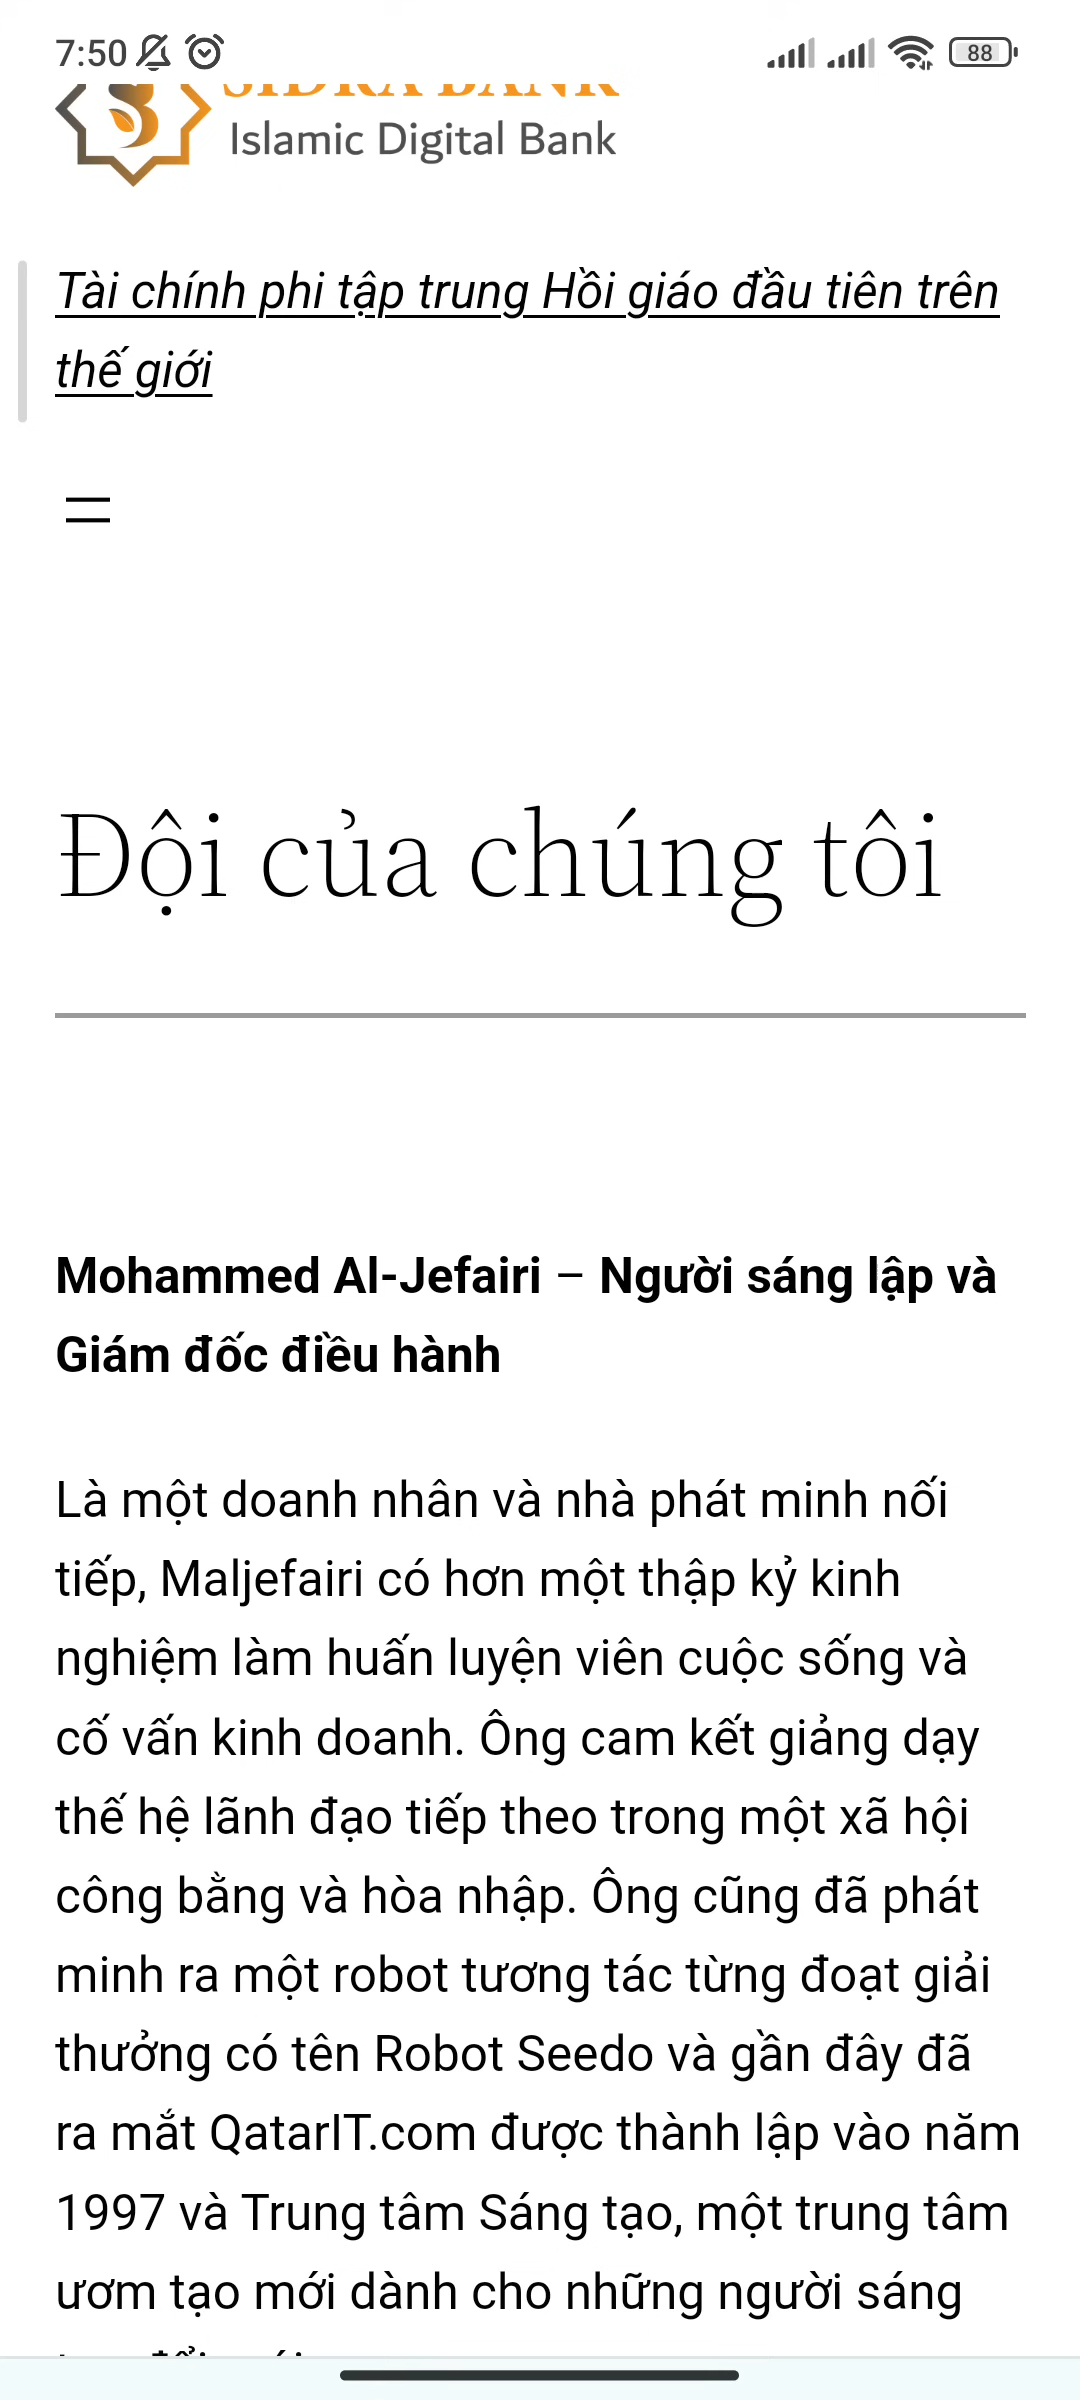 7:50
88
SIDRA BANK
Islamic Digital Bank
Tài chính phi tập trung Hồi giáo đầu tiên trên
thế giới
Đội của chúng tôi
Mohammed Al-Jefairi – Người sáng lập và
Giám đốc điều hành
Là một doanh nhân và nhà phát minh nối
tiếp, Maljefairi có hơn một thập kỷ kinh
nghiệm làm huấn luyện viên cuộc sống và
cố vấn kinh doanh. Ông cam kết giảng dạy
thế hệ lãnh đạo tiếp theo trong một xã hội
công bằng và hòa nhập. Ông cũng đã phát
minh ra một robot tương tác từng đoạt giải
thưởng có tên Robot Seedo và gần đây đã
ra mắt QatarIT.com được thành lập vào năm
1997 và Trung tâm Sáng tạo, một trung tâm
ươm tạo mới dành cho những người sáng